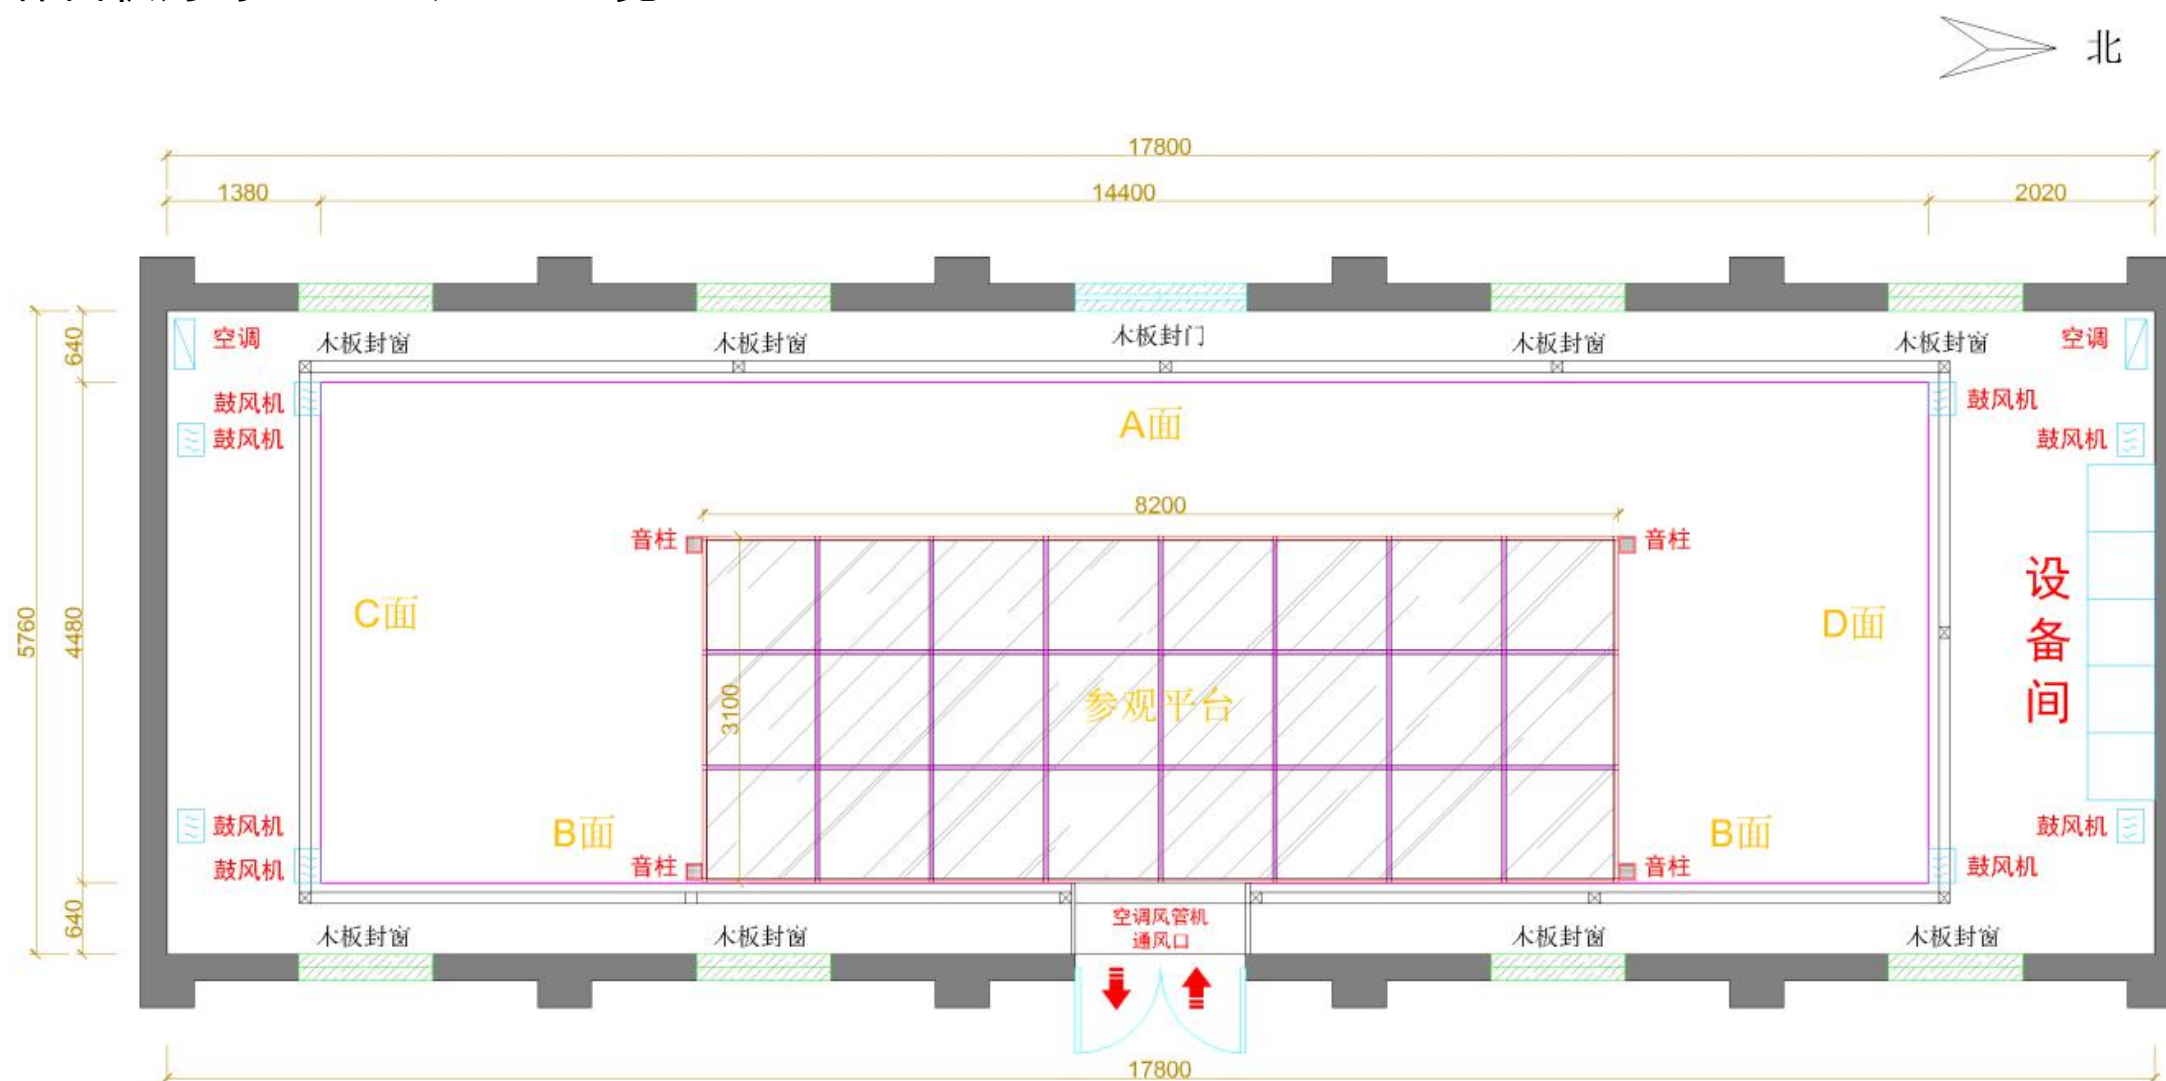 北
17800
1380
14400
2020
空调
木板封窗
木板封窗
木板封门
木板封窗
木板封窗
空调
640
鼓风机
鼓风机
鼓风机
鼓风机
A面
8200
音柱
音柱
C面
D面
设备间
5760
4480
3100
参观平台
B面
B面
鼓风机
鼓风机
鼓风机
鼓风机
音柱
音柱
640
木板封窗
木板封窗
空调风管机
通风口
木板封窗
木板封窗
17800